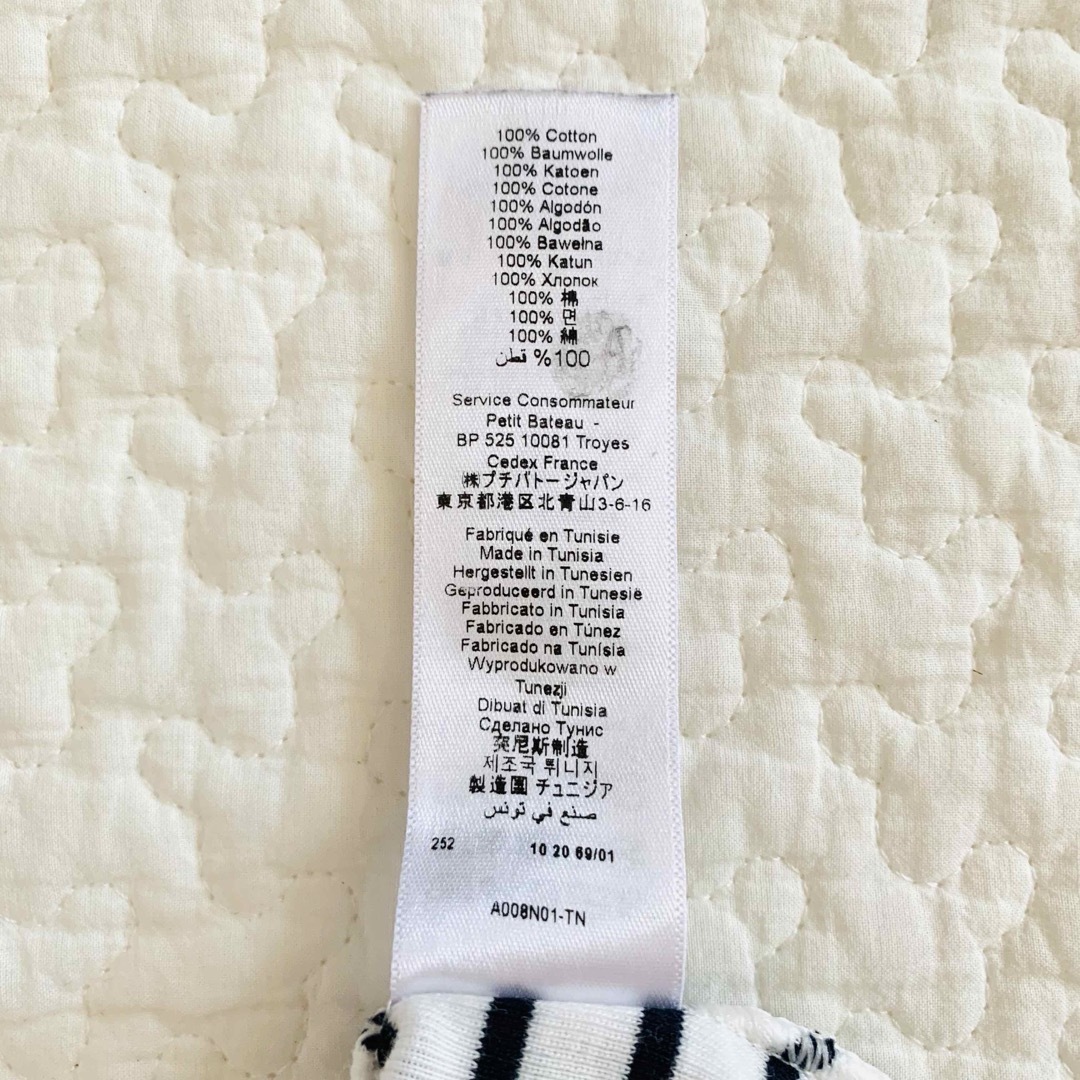 100% Cotton
100% Baumwolle
100% Katoen
100% Cotone
100% Algodón
100% Algodão
100% Bawełna
100% Katun
100% Хлопок
100% 棉
100% 면
100% 綿
100% قطن
Service Consommateur
Petit Bateau -
BP 525 10081 Troyes
Cedex France
㈱プチバトージャパン
東京都港区北青山3-6-16
Fabriqué en Tunisie
Made in Tunisia
Hergestellt in Tunesien
Geproduceerd in Tunesië
Fabbricato in Tunisia
Fabricado en Túnez
Fabricado na Tunísia
Wyprodukowano w
Tunezji
Dibuat di Tunisia
Сделано Тунис
突尼斯制造
제조국 튀니지
製造國 チュニジア
صنع في تونس
252 10 20 69/01
A008N01-TN